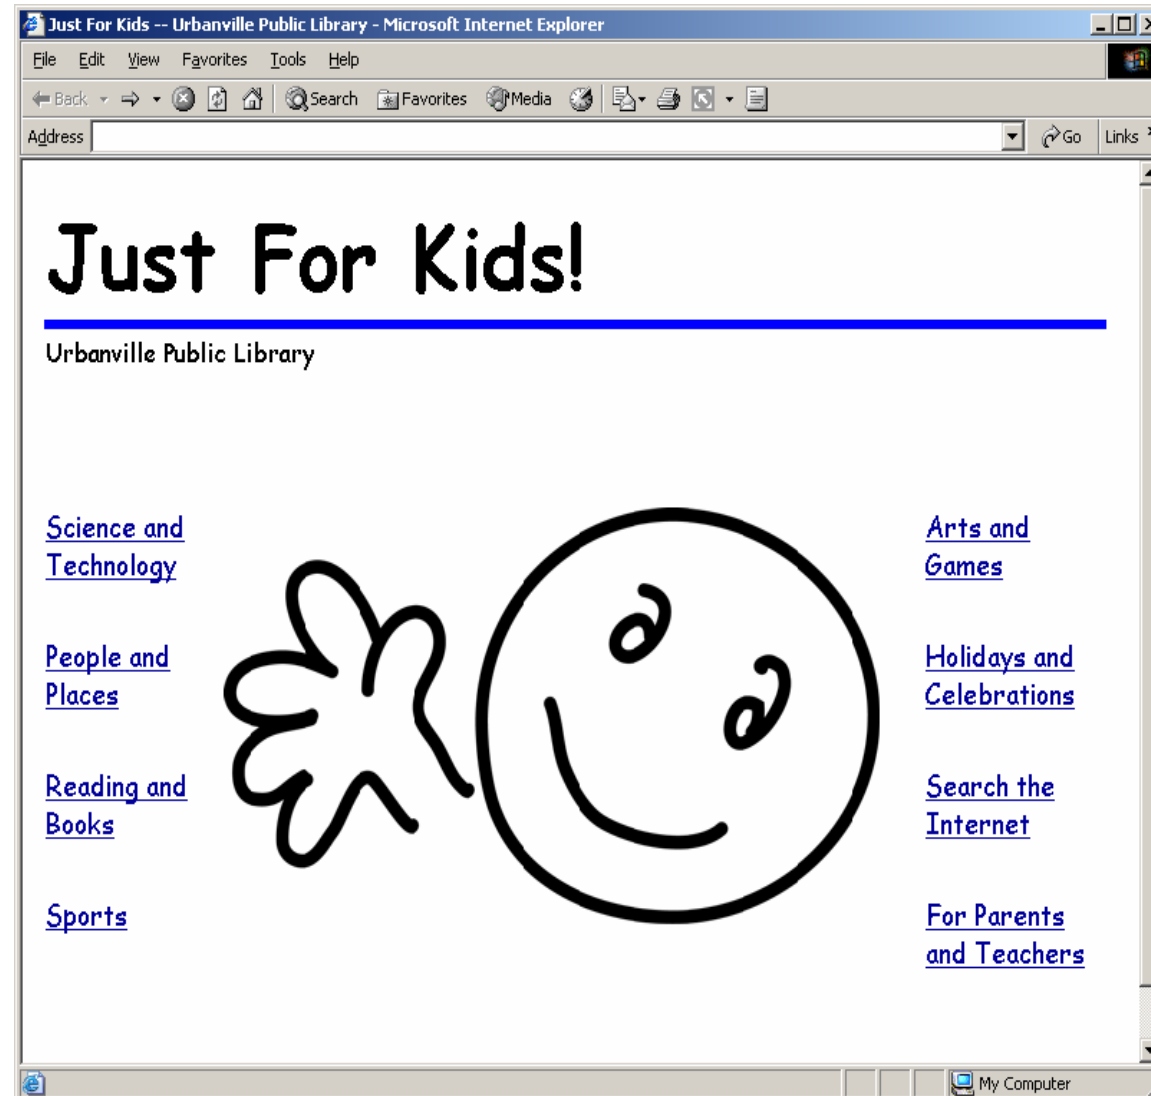 Just For Kids -- Urbanville Public Library - Microsoft Internet Explorer
File Edit View Favorites Tools Help
Back Search Favorites Media
Address Go Links
Just For Kids!
Urbanville Public Library
Science and
Technology
People and
Places
Reading and
Books
Sports
Arts and
Games
Holidays and
Celebrations
Search the
Internet
For Parents
and Teachers
My Computer